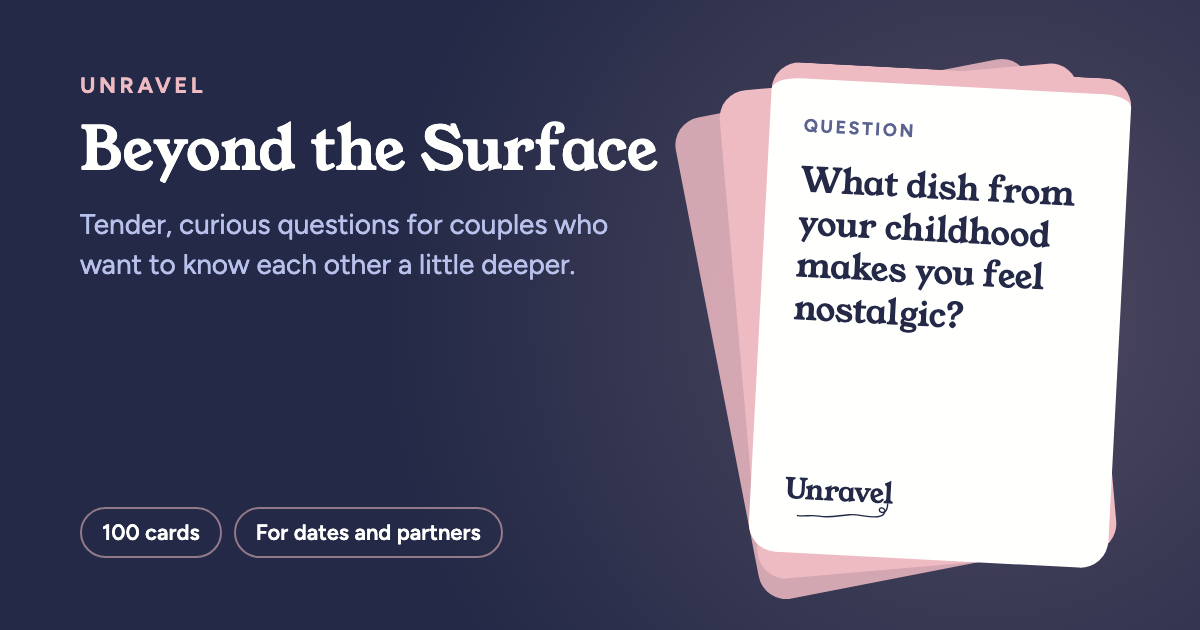 UNRAVEL
Beyond the Surface
Tender, curious questions for couples who
want to know each other a little deeper.
100 cards
For dates and partners
QUESTION
What dish from
your childhood
makes you feel
nostalgic?
Unravel